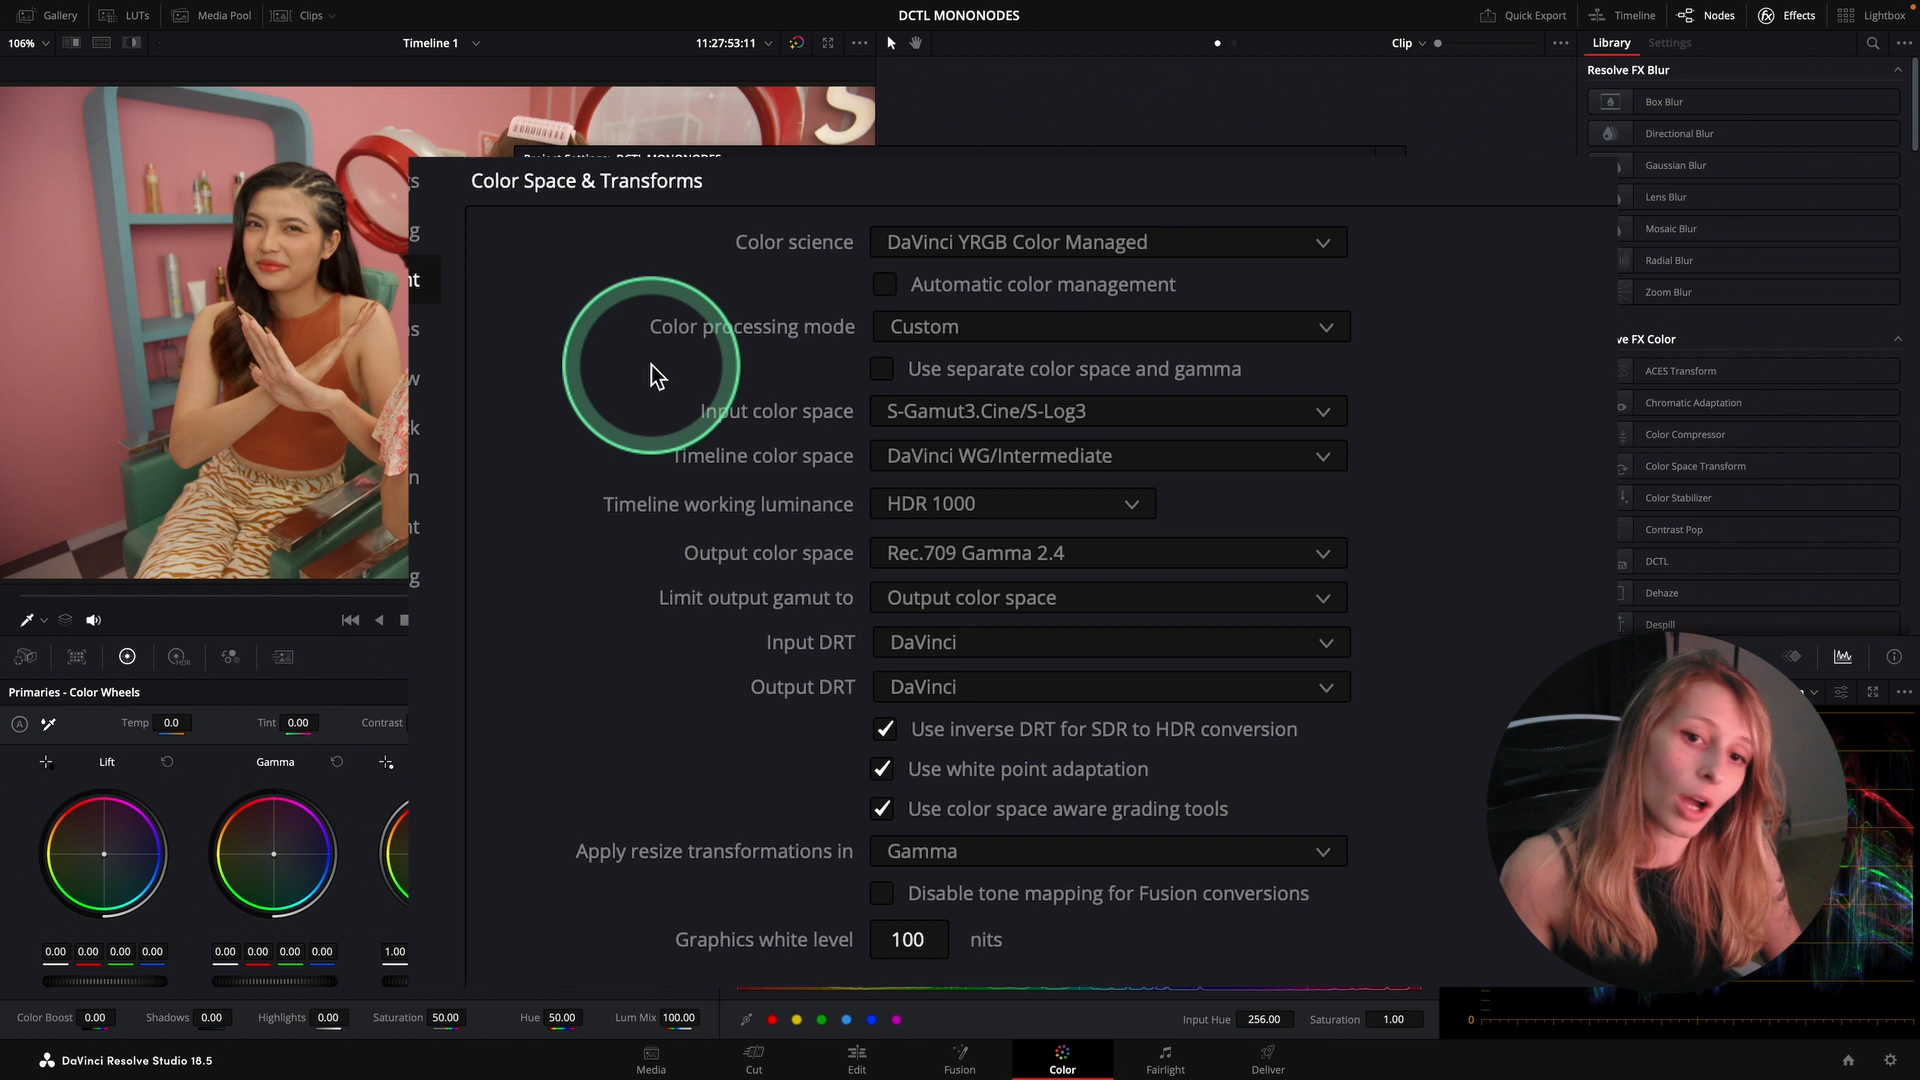 Gallery LUTs Media Pool Clips DCTL MONONODES Quick Export Timeline Nodes Effects Lightbox
106% Timeline 1 11:27:53:11 Clip Library Settings
Resolve FX Blur
Box Blur
Directional Blur
Gaussian Blur
Lens Blur
Mosaic Blur
Radial Blur
Zoom Blur
ve FX Color
ACES Transform
Chromatic Adaptation
Color Compressor
Color Space Transform
Color Stabilizer
Contrast Pop
DCTL
Dehaze
Despill
Project Settings: DCTL MONONODES
Color Space & Transforms
Color science DaVinci YRGB Color Managed
Automatic color management
Color processing mode Custom
Use separate color space and gamma
Input color space S-Gamut3.Cine/S-Log3
Timeline color space DaVinci WG/Intermediate
Timeline working luminance HDR 1000
Output color space Rec.709 Gamma 2.4
Limit output gamut to Output color space
Input DRT DaVinci
Output DRT DaVinci
Use inverse DRT for SDR to HDR conversion
Use white point adaptation
Use color space aware grading tools
Apply resize transformations in Gamma
Disable tone mapping for Fusion conversions
Graphics white level 100 nits
Primaries - Color Wheels
Temp 0.0 Tint 0.00 Contrast
Lift Gamma
0.00 0.00 0.00 0.00 0.00 0.00 0.00 0.00 1.00
Color Boost 0.00 Shadows 0.00 Highlights 0.00 Saturation 50.00 Hue 50.00 Lum Mix 100.00 Input Hue 256.00 Saturation 1.00 0
DaVinci Resolve Studio 18.5 Media Cut Edit Fusion Color Fairlight Deliver